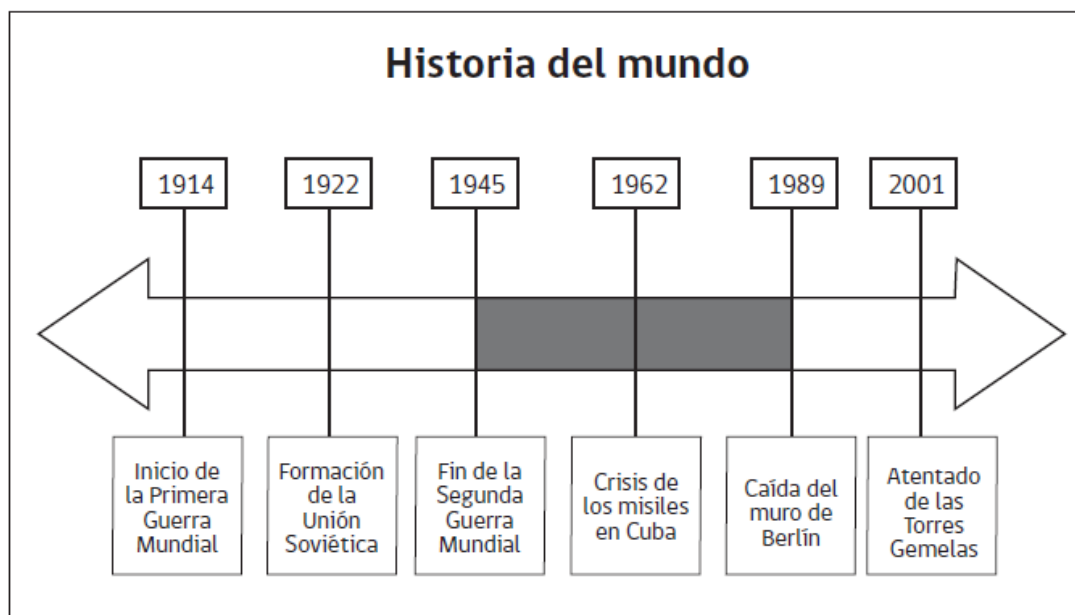 Historia del mundo
1914
1922
1945
1962
1989
2001
Inicio de
la Primera
Guerra
Mundial
Formación
de la
Unión
Soviética
Fin de la
Segunda
Guerra
Mundial
Crisis de
los misiles
en Cuba
Caída del
muro de
Berlín
Atentado
de las
Torres
Gemelas